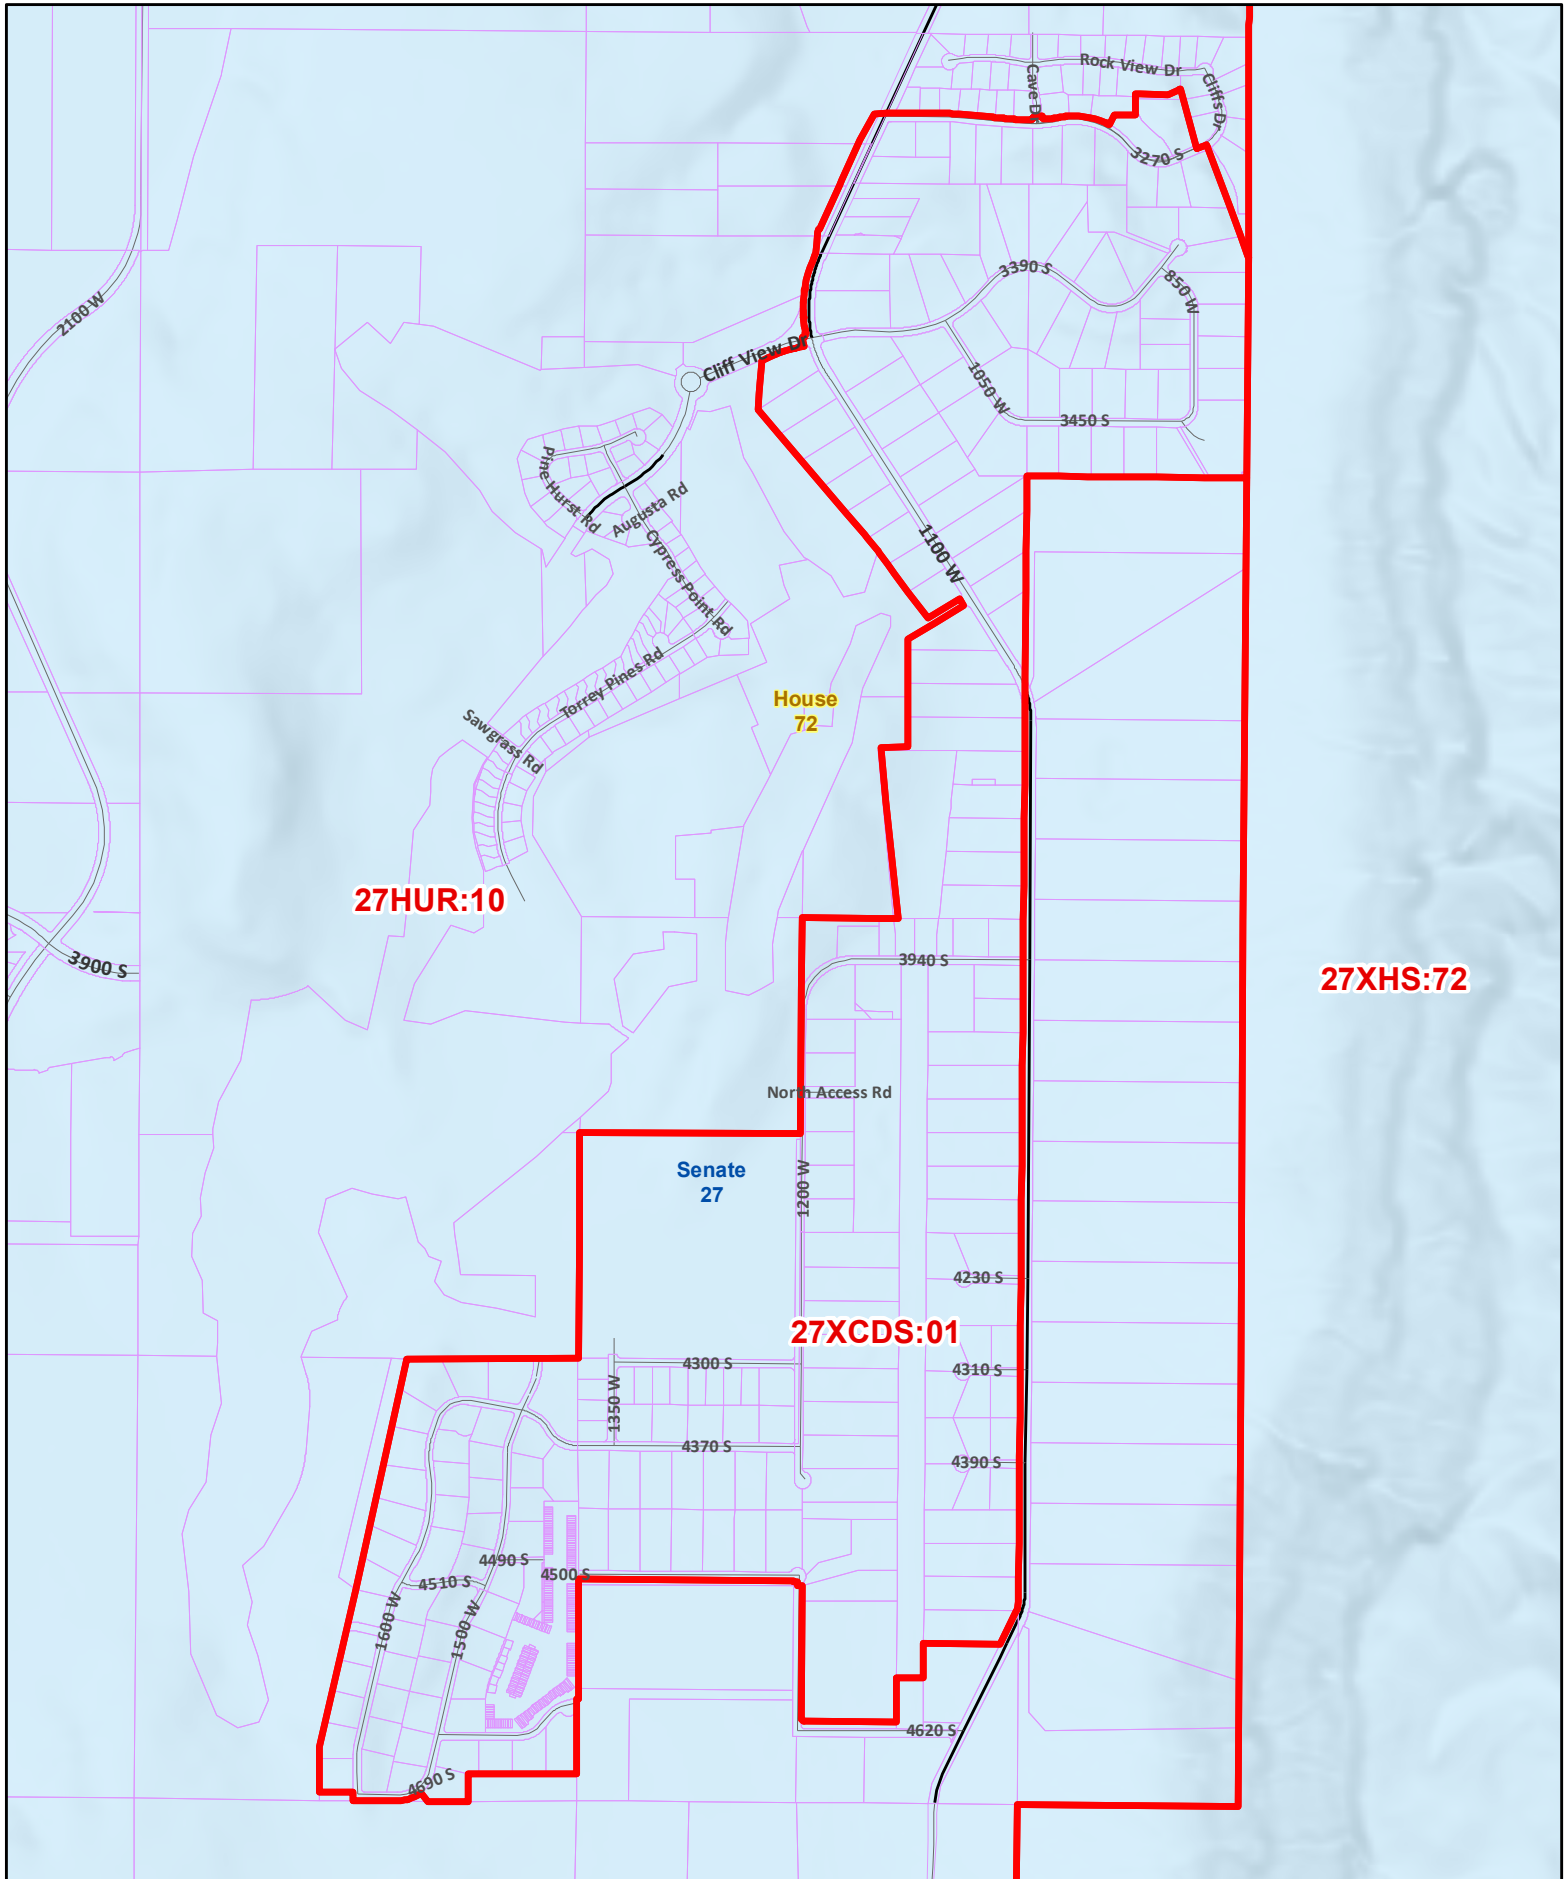 Rock View Dr
Cave Dr
Cliffs Dr
3270 S
3390 S
850 W
2100 W
Cliff View Dr
1050 W
3450 S
Pine Hurst Rd
Augusta Rd
Cypress Point Rd
1100 W
Torrey Pines Rd
House
72
Sawgrass Rd
27HUR:10
3900 S
3940 S
27XHS:72
North Access Rd
Senate
27
1200 W
4230 S
27XCDS:01
4300 S
4310 S
1350 W
4370 S
4390 S
4490 S
4500 S
4510 S
1600 W
1500 W
4620 S
4690 S